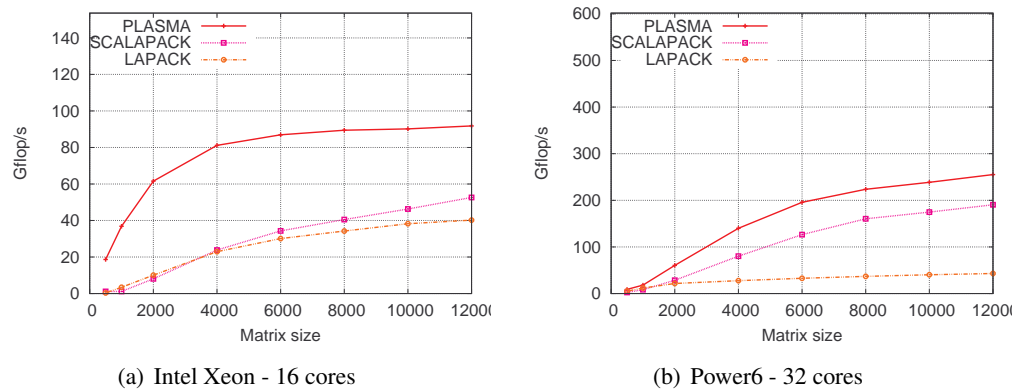 PLASMA
SCALAPACK
LAPACK
140
120
100
80
60
40
20
0
Gflop/s
0 2000 4000 6000 8000 10000 12000
Matrix size
(a) Intel Xeon - 16 cores
PLASMA
SCALAPACK
LAPACK
600
500
400
300
200
100
0
Gflop/s
0 2000 4000 6000 8000 10000 1200
Matrix size
(b) Power6 - 32 cores